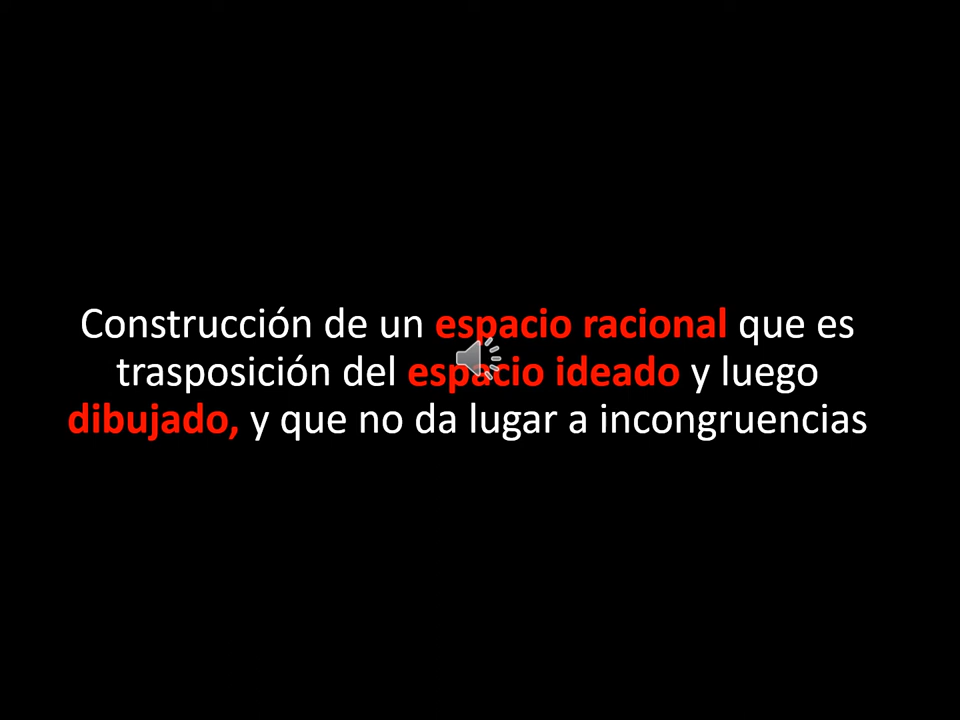 Construcción de un espacio racional que es
trasposición del espacio ideado y luego
dibujado, y que no da lugar a incongruencias